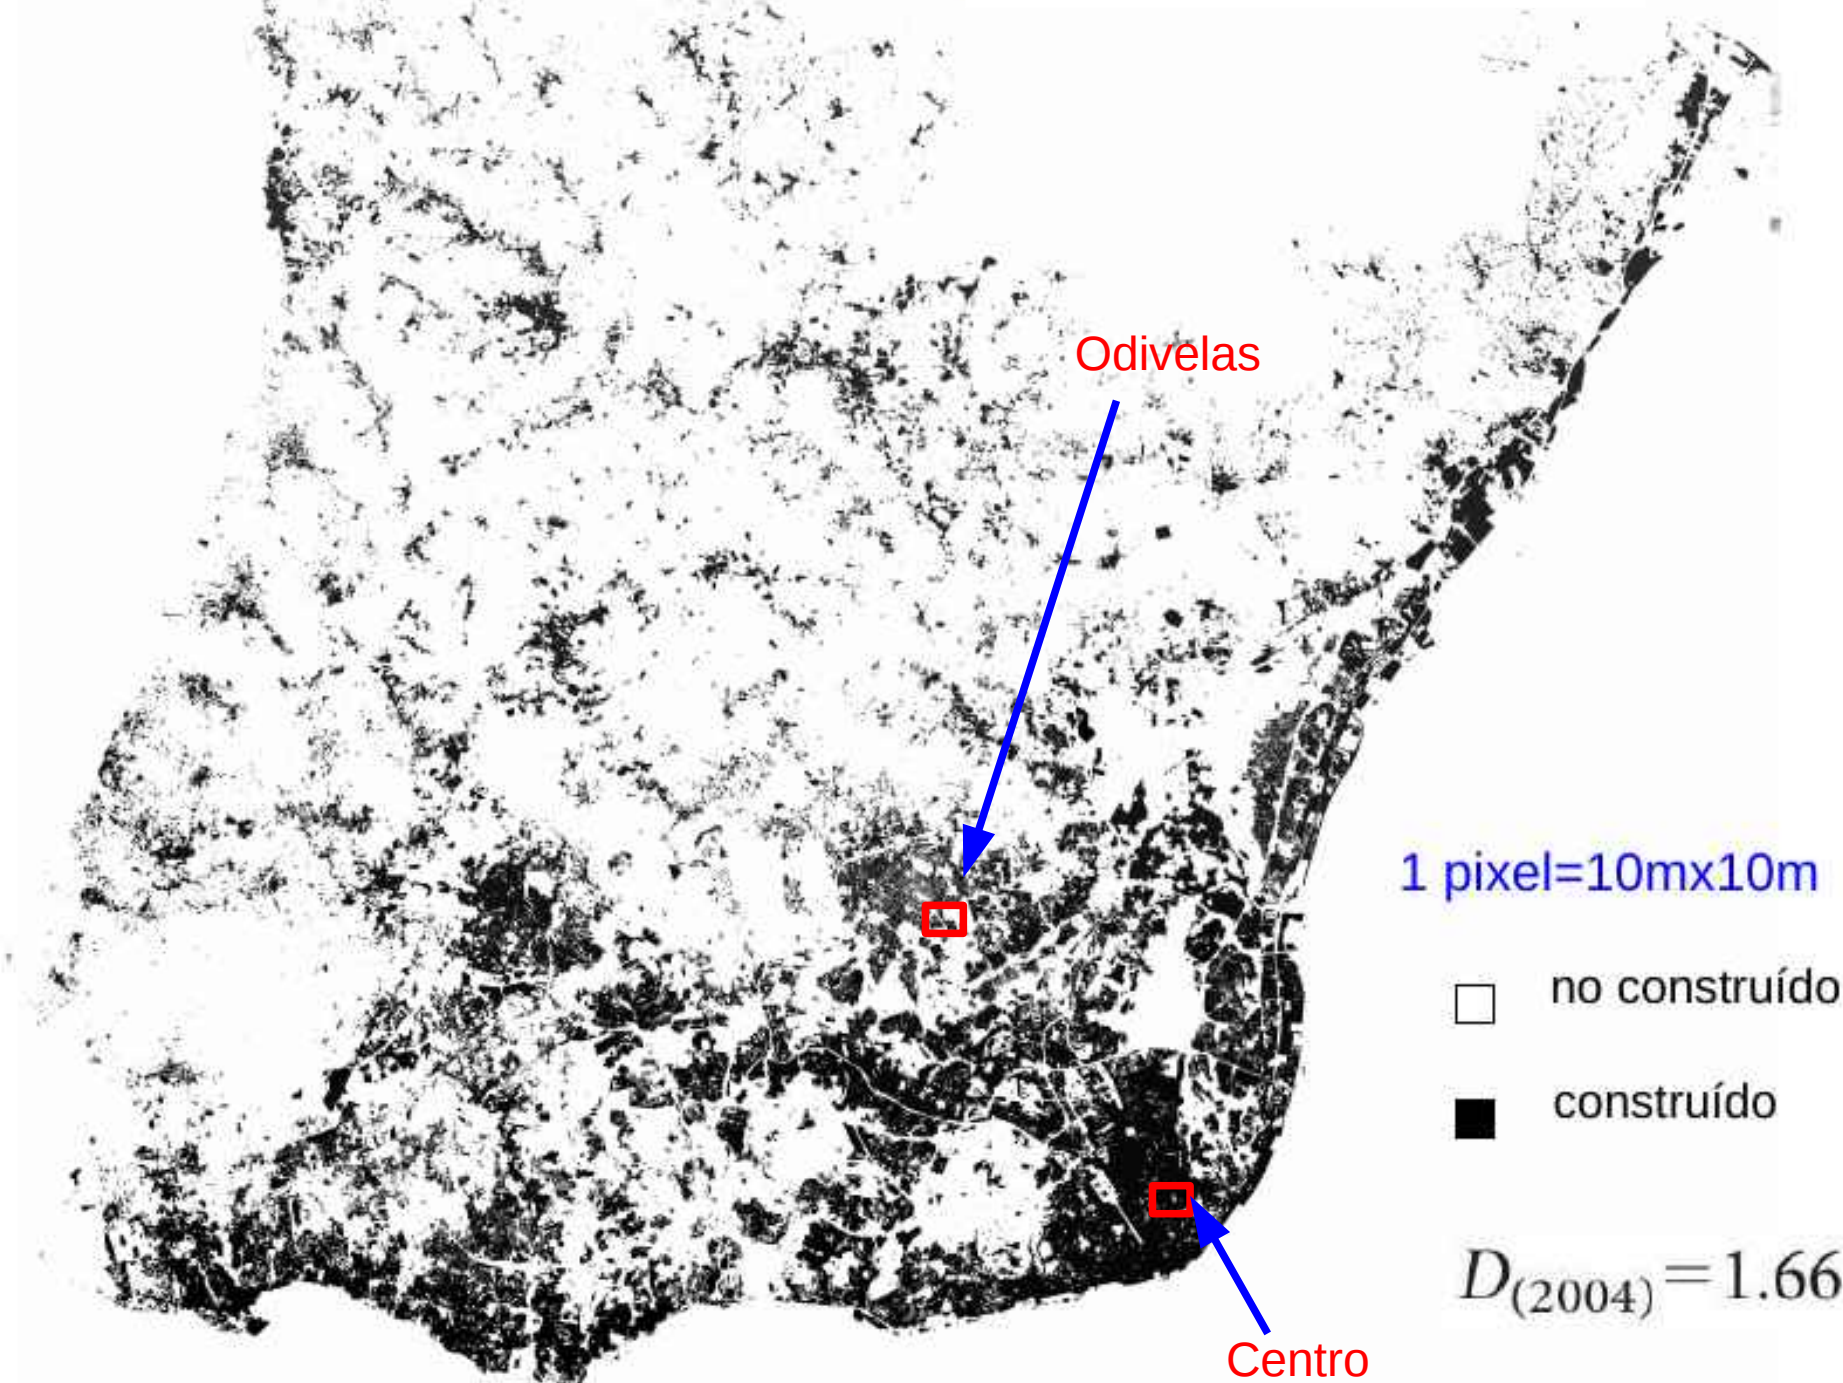 Odivelas
1 pixel=10mx10m
no construído
construído
D(2004)=1.66
Centro